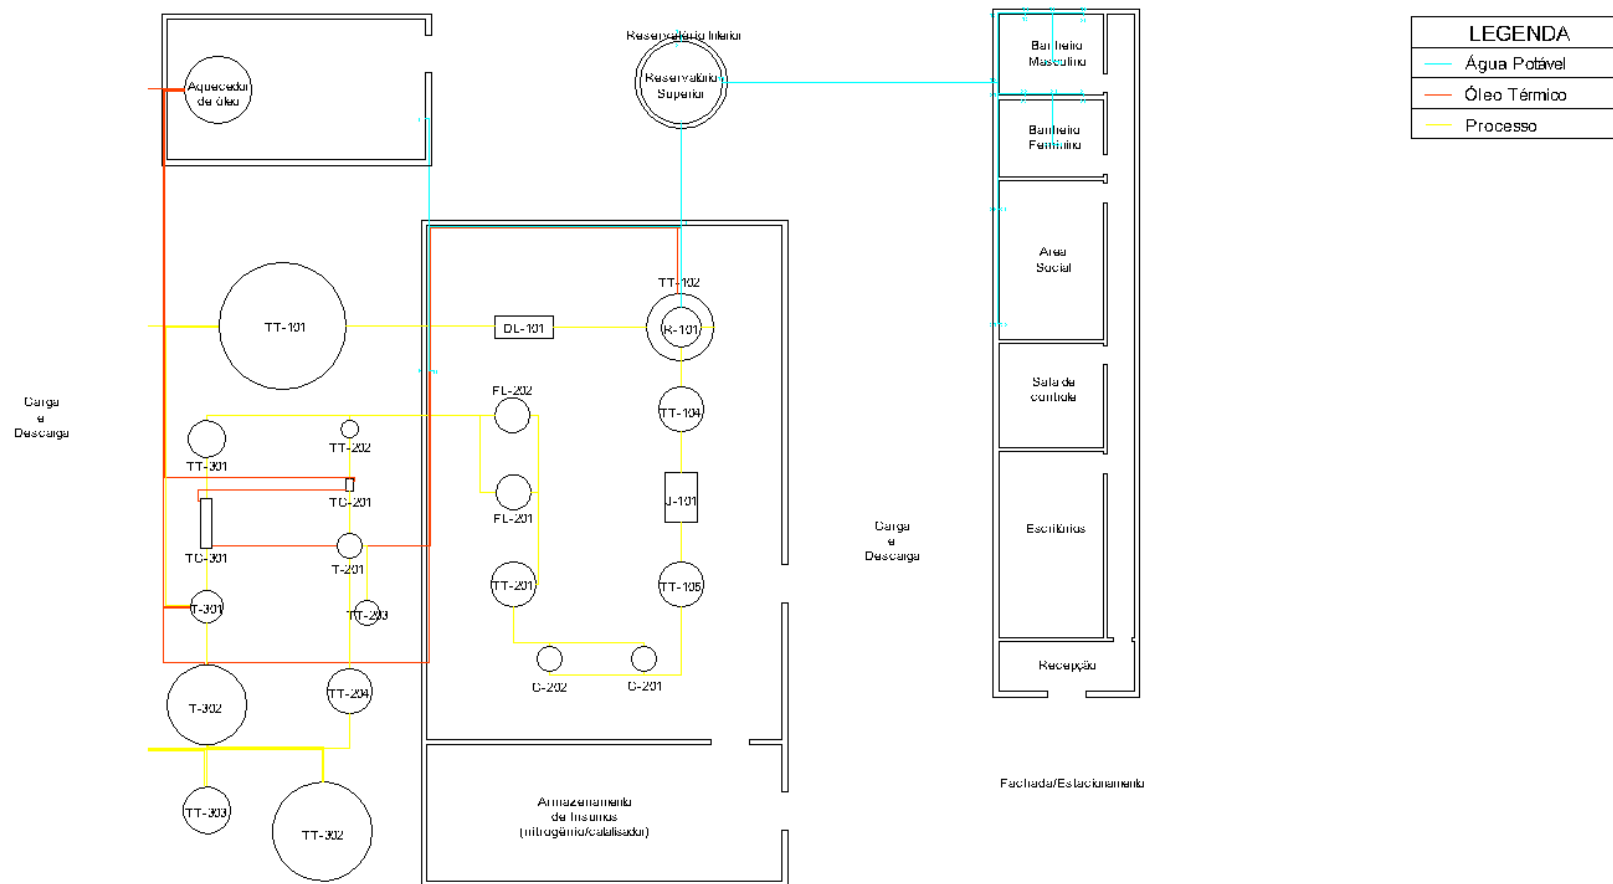 Reservatório Inferior
LEGENDA
Água Potável
Óleo Térmico
Processo
Banheiro
Masculino
Aquecedor
de óleo
Reservatório
Superior
Banheiro
Feminino
Area
Social
TT-102
TT-101
DL-101
R-101
Sala de
controle
FL-202
Carga
e
Descarga
TT-104
TT-202
TT-301
TC-201
J-101
FL-201
Carga
e
Descarga
Escritórios
TC-301
T-201
TT-201
TT-105
T-301
TT-203
Recepção
C-202
C-201
TT-204
T-302
Fachada/Estacionamento
Armazenamento
de Insumos
(nitrogênio/catalisador)
TT-303
TT-302